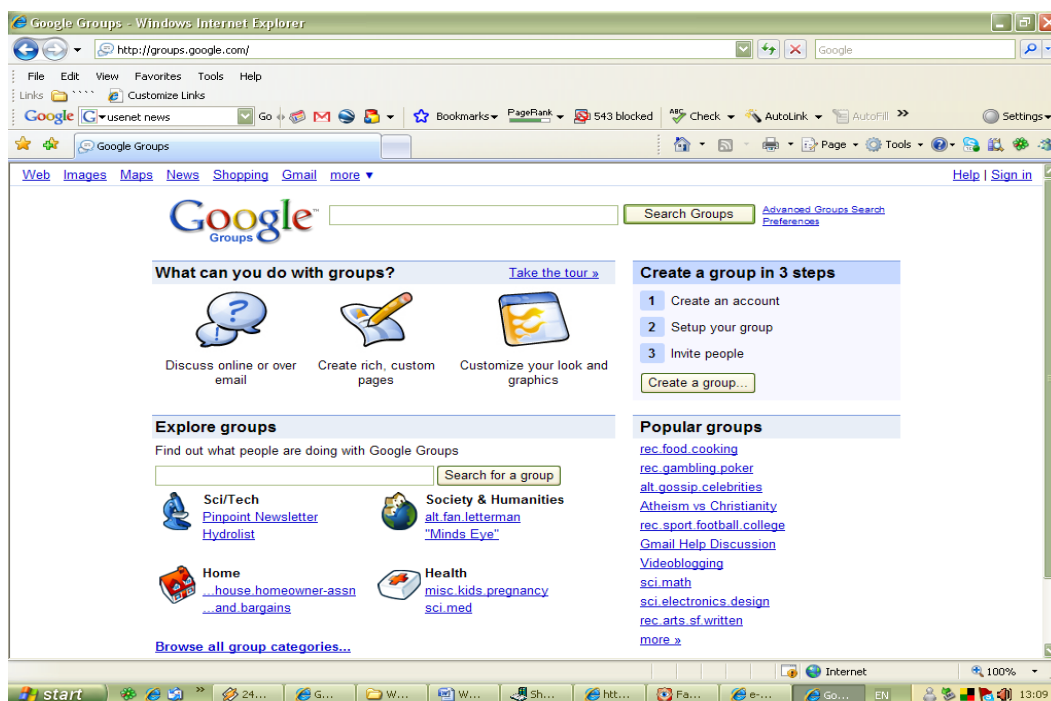 Google Groups - Windows Internet Explorer
http://groups.google.com/
Google
File Edit View Favorites Tools Help
Links ```` Customize Links
Google G usenet news Go Bookmarks PageRank 543 blocked ABC Check AutoLink AutoFill Settings
Google Groups
Page Tools
Web Images Maps News Shopping Gmail more ▼
Help | Sign in
Google™
Groups
Search Groups
Advanced Groups Search
Preferences
What can you do with groups?
Take the tour »
Discuss online or over
email
Create rich, custom
pages
Customize your look and
graphics
Create a group in 3 steps
1 Create an account
2 Setup your group
3 Invite people
Create a group...
Explore groups
Find out what people are doing with Google Groups
Search for a group
Sci/Tech
Pinpoint Newsletter
Hydrolist
Society & Humanities
alt.fan.letterman
"Minds Eye"
Home
...house.homeowner-assn
...and.bargains
Health
misc.kids.pregnancy
sci.med
Browse all group categories...
Popular groups
rec.food.cooking
rec.gambling.poker
alt.gossip.celebrities
Atheism vs Christianity
rec.sport.football.college
Gmail Help Discussion
Videoblogging
sci.math
sci.electronics.design
rec.arts.sf.written
more »
Internet
100%
start » 24... G... W... W... Sh... htt... Fa... e-... Go... EN 13:09